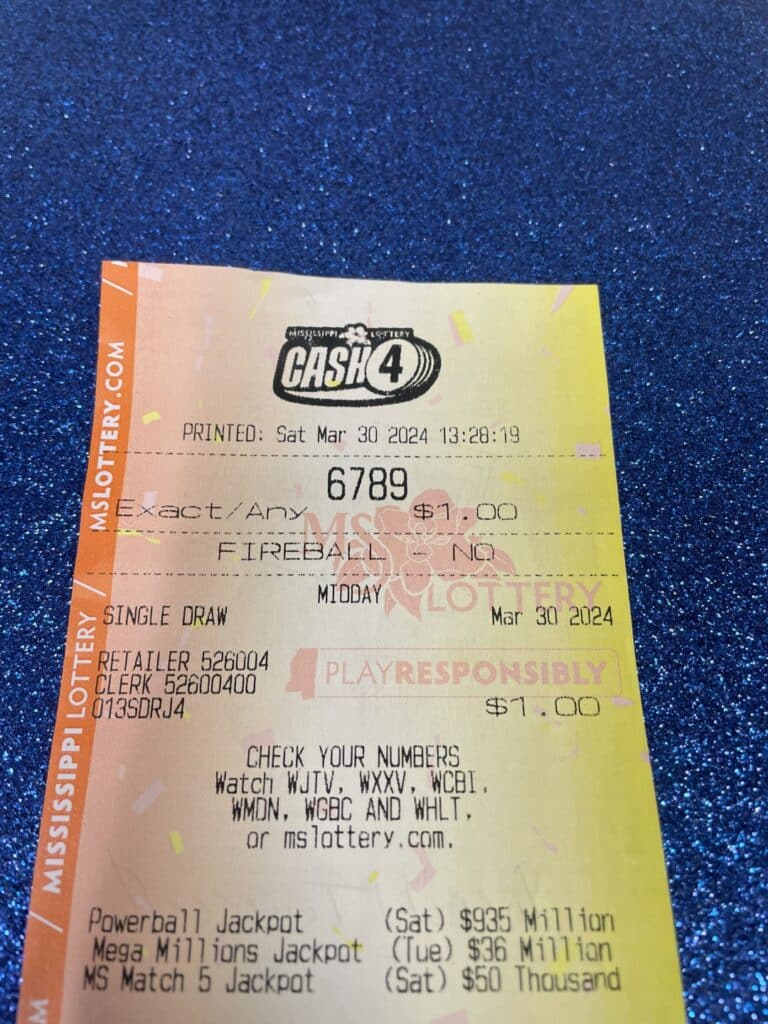 MISSISSIPPI LOTTERY
CASH 4
PRINTED: Sat Mar 30 2024 13:28:19
6789
Exact/Any $1.00
FIREBALL - NO
MIDDAY
SINGLE DRAW Mar 30 2024
RETAILER 526004
CLERK 52600400
013SDRJ4 $1.00
MS LOTTERY
PLAY RESPONSIBLY
CHECK YOUR NUMBERS
Watch WJTV, WXXV, WCBI,
WMDN, WGBC AND WHLT,
or mslottery.com.
Powerball Jackpot (Sat) $935 Million
Mega Millions Jackpot (Tue) $36 Million
MS Match 5 Jackpot (Sat) $50 Thousand
/ MSLOTTERY.COM
/ MISSISSIPPI LOTTERY
/
M